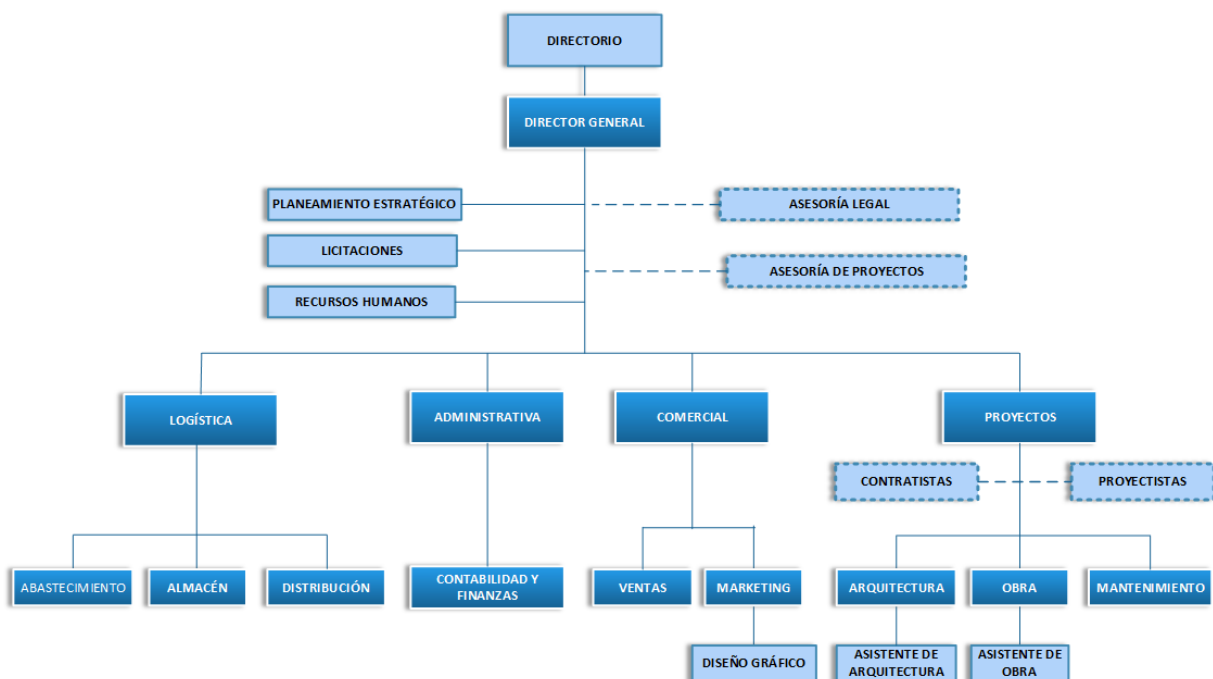 DIRECTORIO
DIRECTOR GENERAL
PLANEAMIENTO ESTRATÉGICO
ASESORÍA LEGAL
LICITACIONES
ASESORÍA DE PROYECTOS
RECURSOS HUMANOS
LOGÍSTICA
ADMINISTRATIVA
COMERCIAL
PROYECTOS
CONTRATISTAS
PROYECTISTAS
ABASTECIMIENTO
ALMACÉN
DISTRIBUCIÓN
CONTABILIDAD Y
FINANZAS
VENTAS
MARKETING
ARQUITECTURA
OBRA
MANTENIMIENTO
DISEÑO GRÁFICO
ASISTENTE DE
ARQUITECTURA
ASISTENTE DE
OBRA